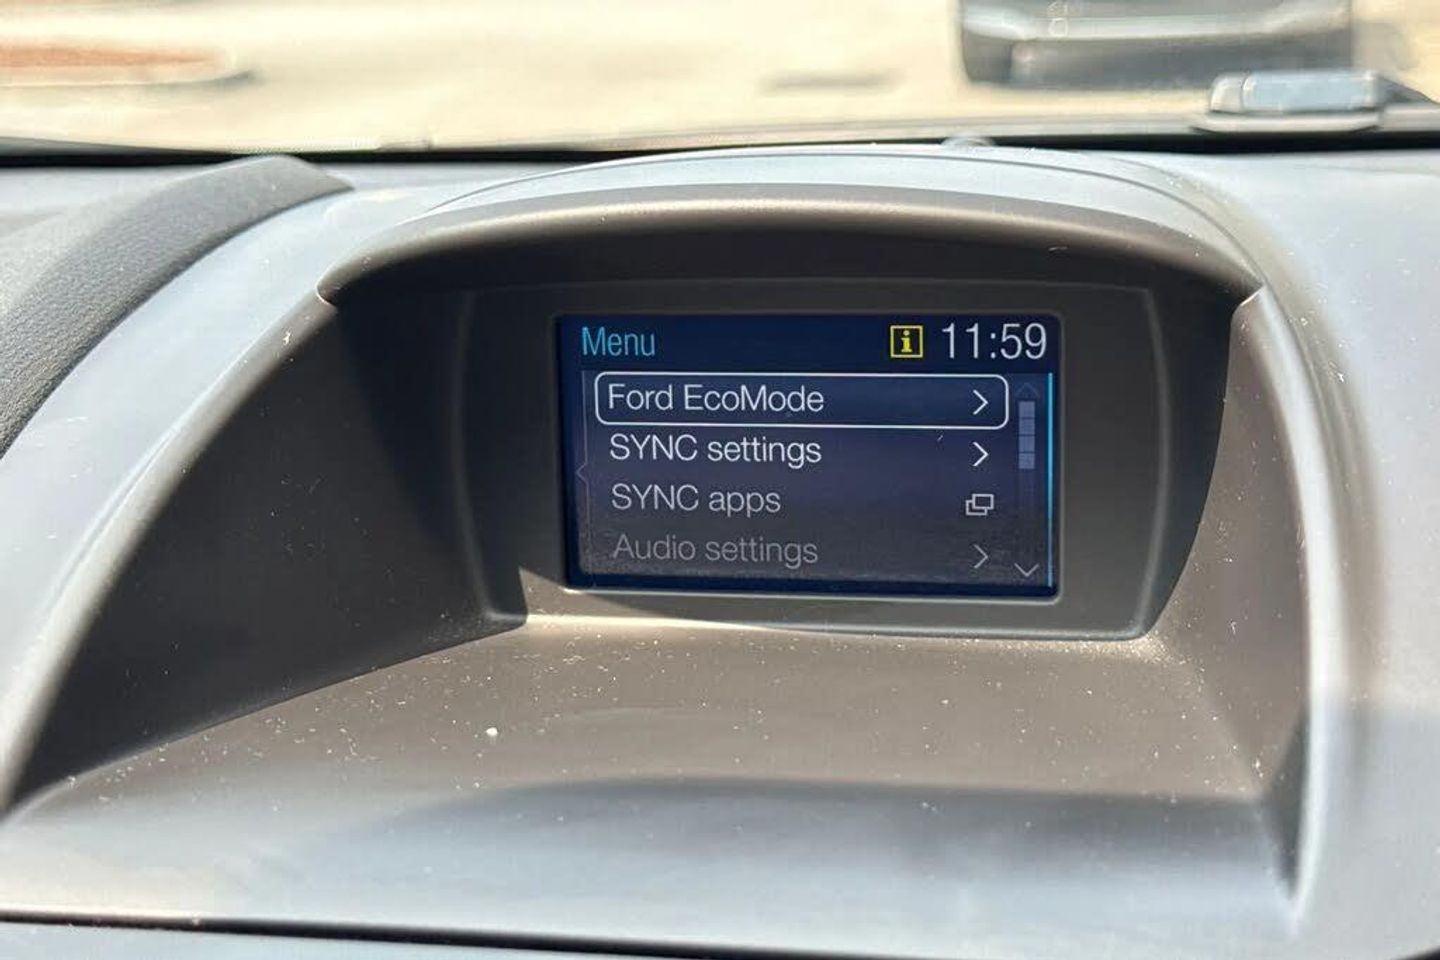 Menu i 11:59
Ford EcoMode
SYNC settings
SYNC apps
Audio settings